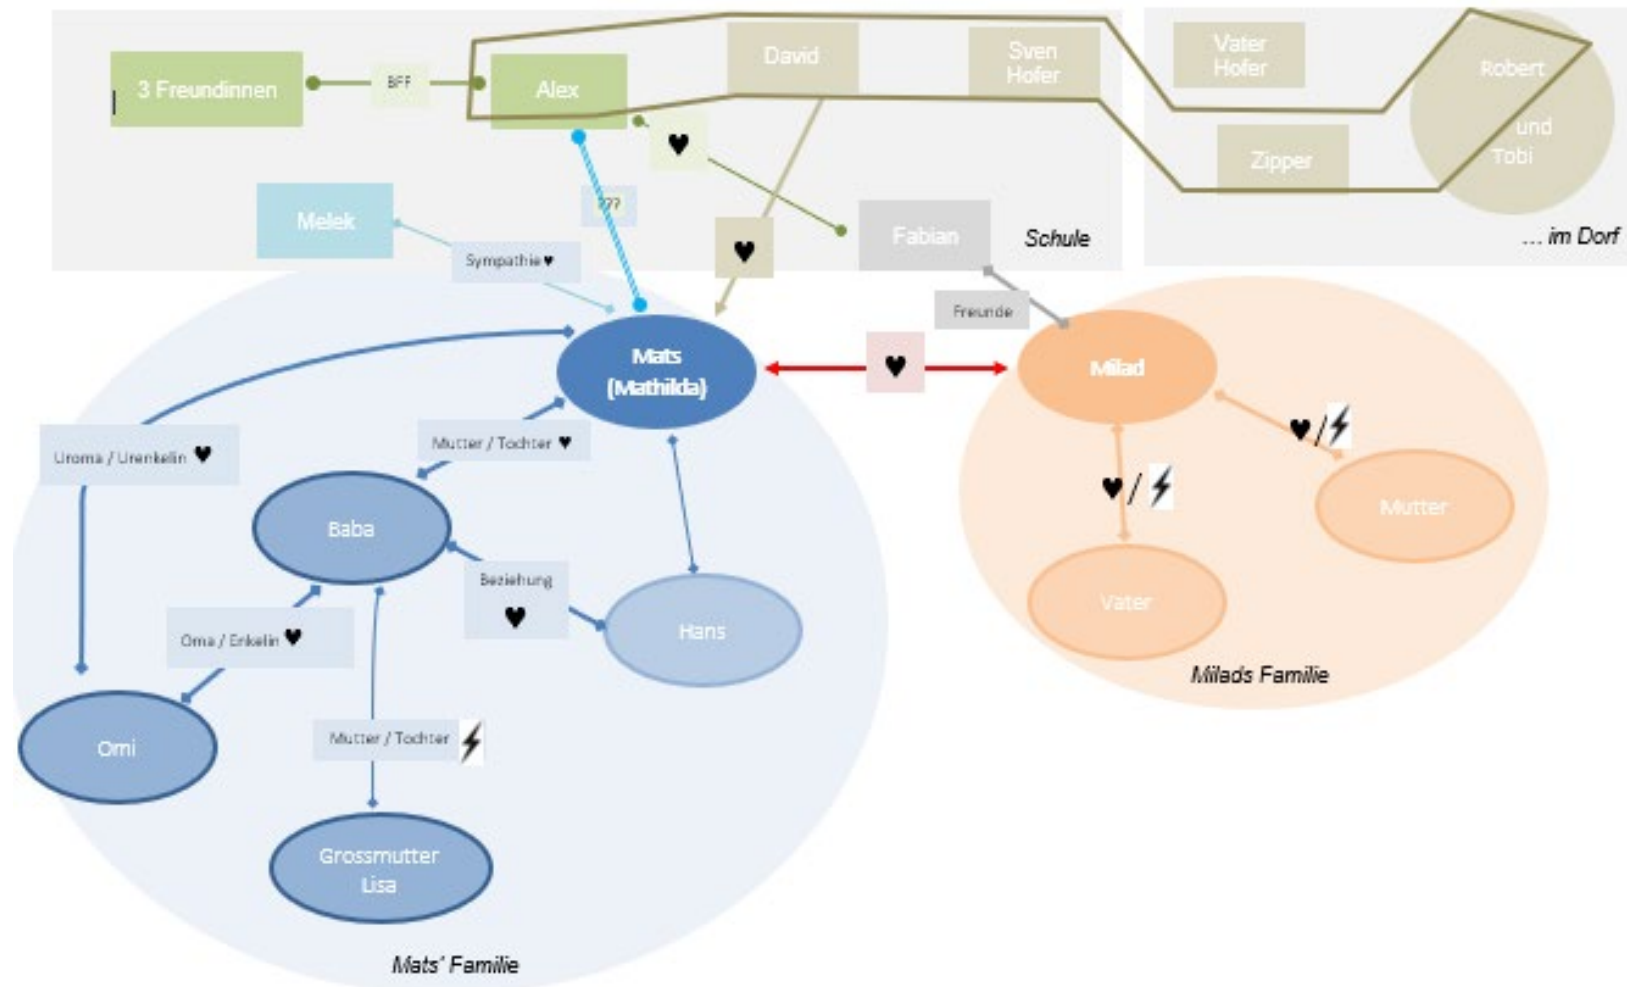 3 Freundinnen
BFF
Alex
David
Sven
Hofer
Vater
Hofer
Robert
und
Tobi
Zipper
... im Dorf
♥
Melek
???
Sympathie ♥
♥
Fabian
Schule
Freunde
Mats
(Mathilda)
♥
Milad
♥/
Mutter
♥/
Vater
Milads Familie
Uroma / Urenkelin ♥
Mutter / Tochter ♥
Baba
Beziehung
♥
Hans
Oma / Enkelin ♥
Omi
Mutter / Tochter
Grossmutter
Lisa
Mats' Familie